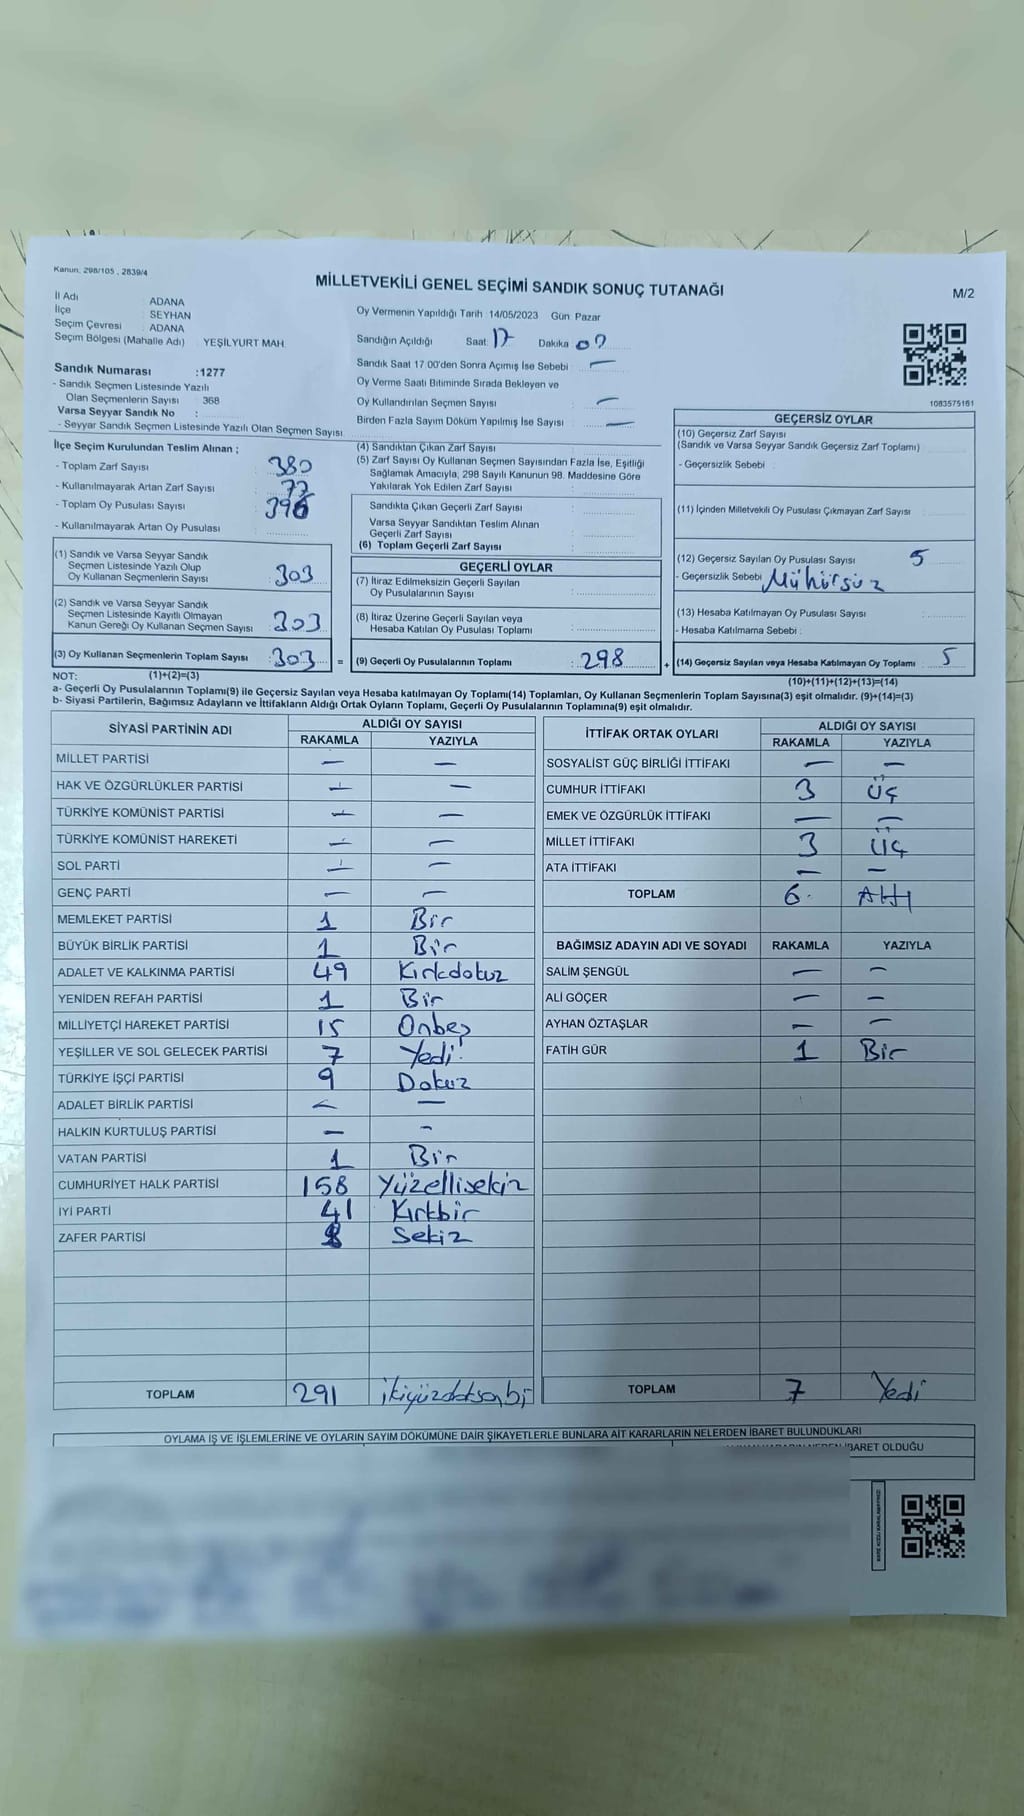 Kanun: 298/105 , 2839/4
MİLLETVEKİLİ GENEL SEÇİMİ SANDIK SONUÇ TUTANAĞI
M/2
İl Adı : ADANA
İlçe : SEYHAN
Seçim Çevresi : ADANA
Seçim Bölgesi (Mahalle Adı) : YEŞİLYURT MAH.
Sandık Numarası :1277
- Sandık Seçmen Listesinde Yazılı
Olan Seçmenlerin Sayısı : 368
Varsa Seyyar Sandık No :
- Seyyar Sandık Seçmen Listesinde Yazılı Olan Seçmen Sayısı
Oy Vermenin Yapıldığı Tarih :14/05/2023 Gün: Pazar
Sandığın Açıldığı Saat: 17 Dakika
Sandık Saat 17.00'den Sonra Açımış İse Sebebi : —
Oy Verme Saati Bitiminde Sırada Bekleyen ve
Oy Kullandırılan Seçmen Sayısı : —
Birden Fazla Sayım Döküm Yapılmış İse Sayısı : —
1083575161
İlçe Seçim Kurulundan Teslim Alınan ;
- Toplam Zarf Sayısı : 380
- Kullanılmayarak Artan Zarf Sayısı : 77
- Toplam Oy Pusulası Sayısı : 396
- Kullanılmayarak Artan Oy Pusulası
(1) Sandık ve Varsa Seyyar Sandık
Seçmen Listesinde Yazılı Olup
Oy Kullanan Seçmenlerin Sayısı : 303
(2) Sandık ve Varsa Seyyar Sandık
Seçmen Listesinde Kayıtlı Olmayan
Kanun Gereği Oy Kullanan Seçmen Sayısı : 303
(3) Oy Kullanan Seçmenlerin Toplam Sayısı : 303 =
(4) Sandıktan Çıkan Zarf Sayısı
(5) Zarf Sayısı Oy Kullanan Seçmen Sayısından Fazla İse, Eşitliği
Sağlamak Amacıyla; 298 Sayılı Kanunun 98. Maddesine Göre
Yakılarak Yok Edilen Zarf Sayısı
Sandıkta Çıkan Geçerli Zarf Sayısı
Varsa Seyyar Sandıktan Teslim Alınan
Geçerli Zarf Sayısı
(6) Toplam Geçerli Zarf Sayısı
GEÇERLİ OYLAR
(7) İtiraz Edilmeksizin Geçerli Sayılan
Oy Pusulalarının Sayısı
(8) İtiraz Üzerine Geçerli Sayılan veya
Hesaba Katılan Oy Pusulası Toplamı
(9) Geçerli Oy Pusulalarının Toplamı : 298 +
GEÇERSİZ OYLAR
(10) Geçersiz Zarf Sayısı
(Sandık ve Varsa Seyyar Sandık Geçersiz Zarf Toplamı)
- Geçersizlik Sebebi :
(11) İçinden Milletvekili Oy Pusulası Çıkmayan Zarf Sayısı
(12) Geçersiz Sayılan Oy Pusulası Sayısı 5
- Geçersizlik Sebebi : Mühürsüz
(13) Hesaba Katılmayan Oy Pusulası Sayısı
- Hesaba Katılmama Sebebi :
(14) Geçersiz Sayılan veya Hesaba Katılmayan Oy Toplamı 5
NOT: (1)+(2)=(3) (10)+(11)+(12)+(13)=(14)
a- Geçerli Oy Pusulalarının Toplamı(9) ile Geçersiz Sayılan veya Hesaba katılmayan Oy Toplamı(14) Toplamları, Oy Kullanan Seçmenlerin Toplam Sayısına(3) eşit olmalıdır. (9)+(14)=(3)
b- Siyasi Partilerin, Bağımsız Adayların ve İttifakların Aldığı Ortak Oyların Toplamı, Geçerli Oy Pusulalarının Toplamına(9) eşit olmalıdır.
SİYASİ PARTİNİN ADI ALDIĞI OY SAYISI
RAKAMLA YAZIYLA
MİLLET PARTİSİ — —
HAK VE ÖZGÜRLÜKLER PARTİSİ — —
TÜRKİYE KOMÜNİST PARTİSİ — —
TÜRKİYE KOMÜNİST HAREKETİ — —
SOL PARTİ — —
GENÇ PARTİ — —
MEMLEKET PARTİSİ 1 Bir
BÜYÜK BİRLİK PARTİSİ 1 Bir
ADALET VE KALKINMA PARTİSİ 49 Kırkdokuz
YENİDEN REFAH PARTİSİ 1 Bir
MİLLİYETÇİ HAREKET PARTİSİ 15 Onbeş
YEŞİLLER VE SOL GELECEK PARTİSİ 7 Yedi
TÜRKİYE İŞÇİ PARTİSİ 9 Dokuz
ADALET BİRLİK PARTİSİ — —
HALKIN KURTULUŞ PARTİSİ — —
VATAN PARTİSİ 1 Bir
CUMHURİYET HALK PARTİSİ 158 Yüzellisekiz
İYİ PARTİ 41 Kırkbir
ZAFER PARTİSİ 8 Sekiz
TOPLAM 291 ikiyüzdoksanbi
İTTİFAK ORTAK OYLARI ALDIĞI OY SAYISI
RAKAMLA YAZIYLA
SOSYALİST GÜÇ BİRLİĞİ İTTİFAKI — —
CUMHUR İTTİFAKI 3 Üç
EMEK VE ÖZGÜRLÜK İTTİFAKI — —
MİLLET İTTİFAKI 3 Üç
ATA İTTİFAKI — —
TOPLAM 6 Altı
BAĞIMSIZ ADAYIN ADI VE SOYADI RAKAMLA YAZIYLA
SALİM ŞENGÜL — —
ALİ GÖÇER — —
AYHAN ÖZTAŞLAR — —
FATİH GÜR 1 Bir
TOPLAM 7 Yedi
OYLAMA İŞ VE İŞLEMLERİNE VE OYLARIN SAYIM DÖKÜMÜNE DAİR ŞİKAYETLERLE BUNLARA AİT KARARLARIN NELERDEN İBARET BULUNDUKLARI
İBARET OLDUĞU